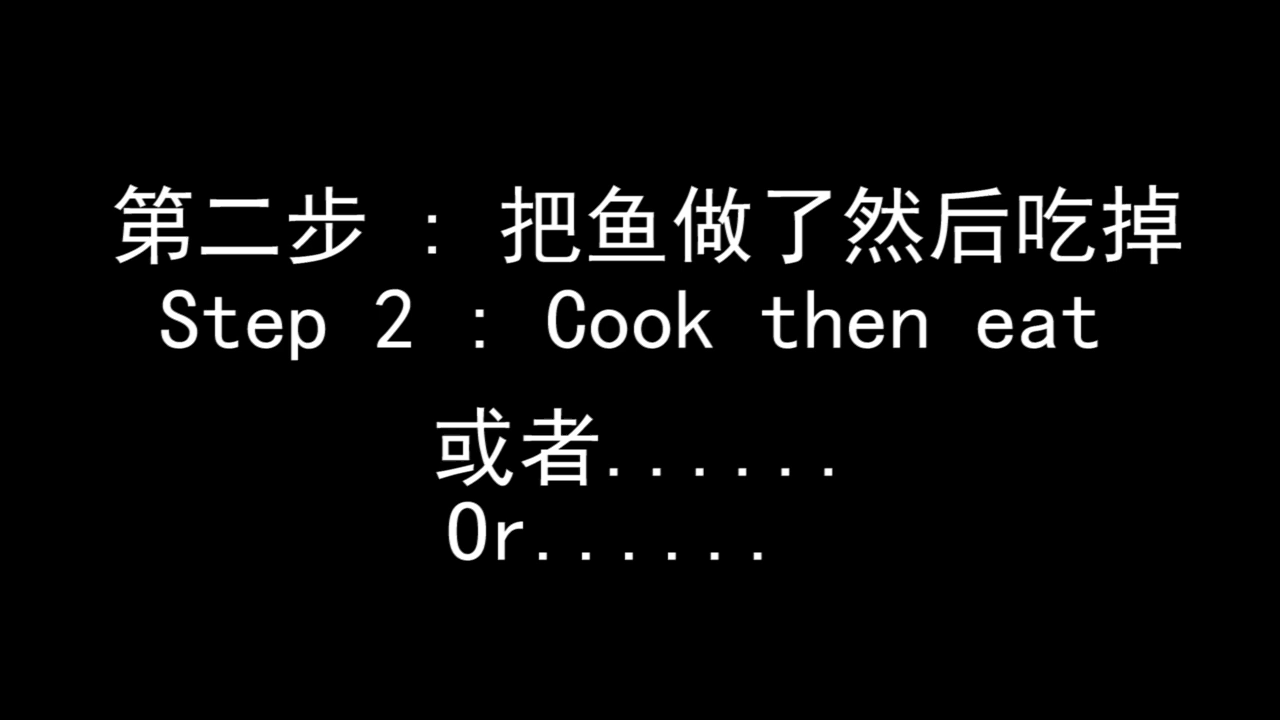 第二步 : 把鱼做了然后吃掉
Step 2 : Cook then eat
或者......
Or......